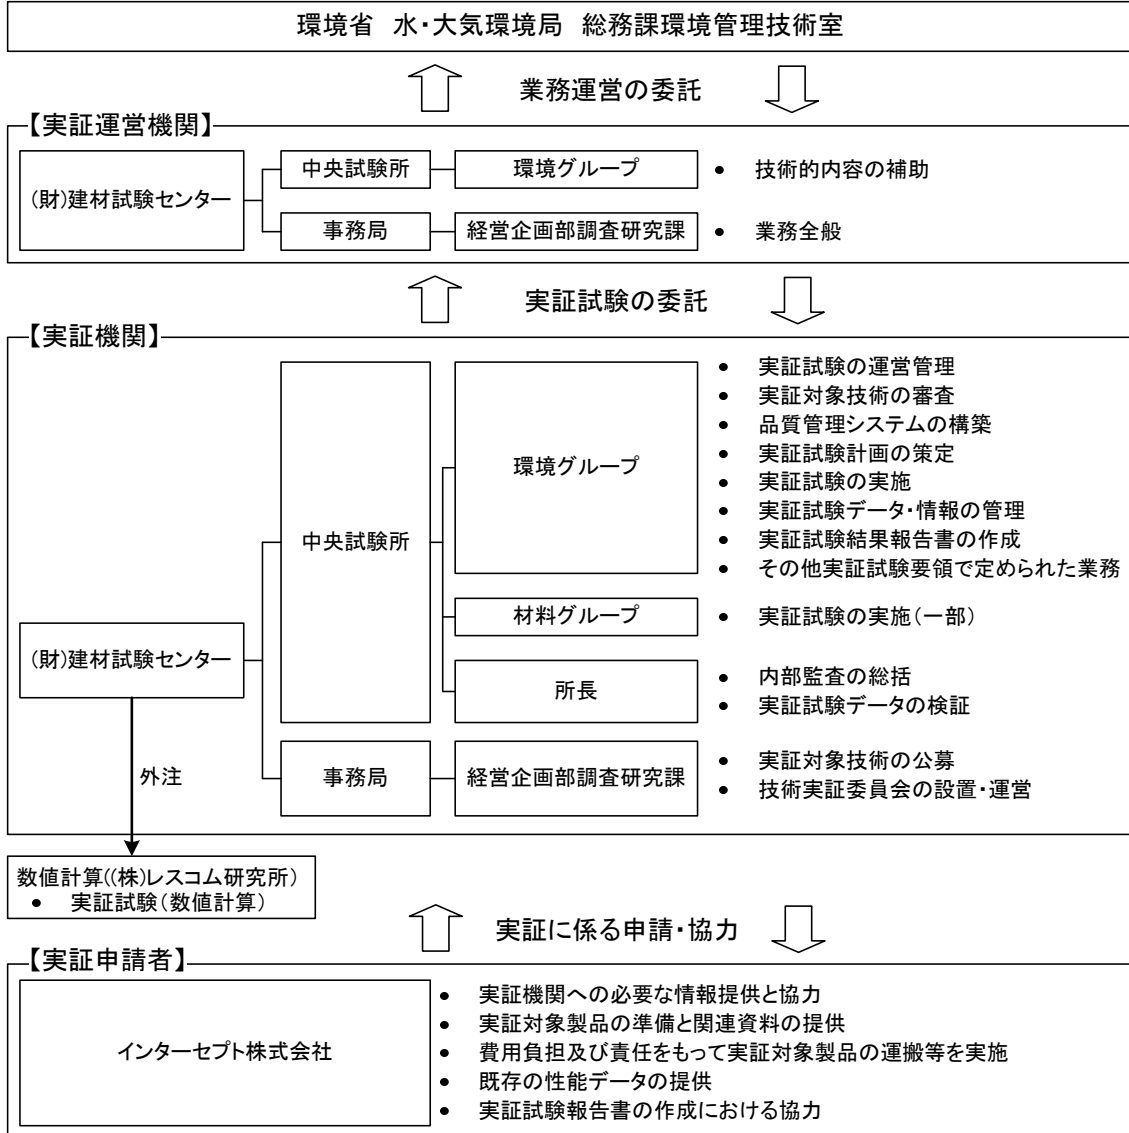 環境省 水・大気環境局 総務課環境管理技術室
業務運営の委託
【実証運営機関】
(財)建材試験センター
中央試験所
環境グループ
• 技術的内容の補助
事務局
経営企画部調査研究課
• 業務全般
実証試験の委託
【実証機関】
(財)建材試験センター
中央試験所
環境グループ
• 実証試験の運営管理
• 実証対象技術の審査
• 品質管理システムの構築
• 実証試験計画の策定
• 実証試験の実施
• 実証試験データ・情報の管理
• 実証試験結果報告書の作成
• その他実証試験要領で定められた業務
材料グループ
• 実証試験の実施(一部)
所長
• 内部監査の総括
• 実証試験データの検証
事務局
経営企画部調査研究課
• 実証対象技術の公募
• 技術実証委員会の設置・運営
外注
数値計算((株)レスコム研究所)
• 実証試験(数値計算)
実証に係る申請・協力
【実証申請者】
インターセプト株式会社
• 実証機関への必要な情報提供と協力
• 実証対象製品の準備と関連資料の提供
• 費用負担及び責任をもって実証対象製品の運搬等を実施
• 既存の性能データの提供
• 実証試験報告書の作成における協力